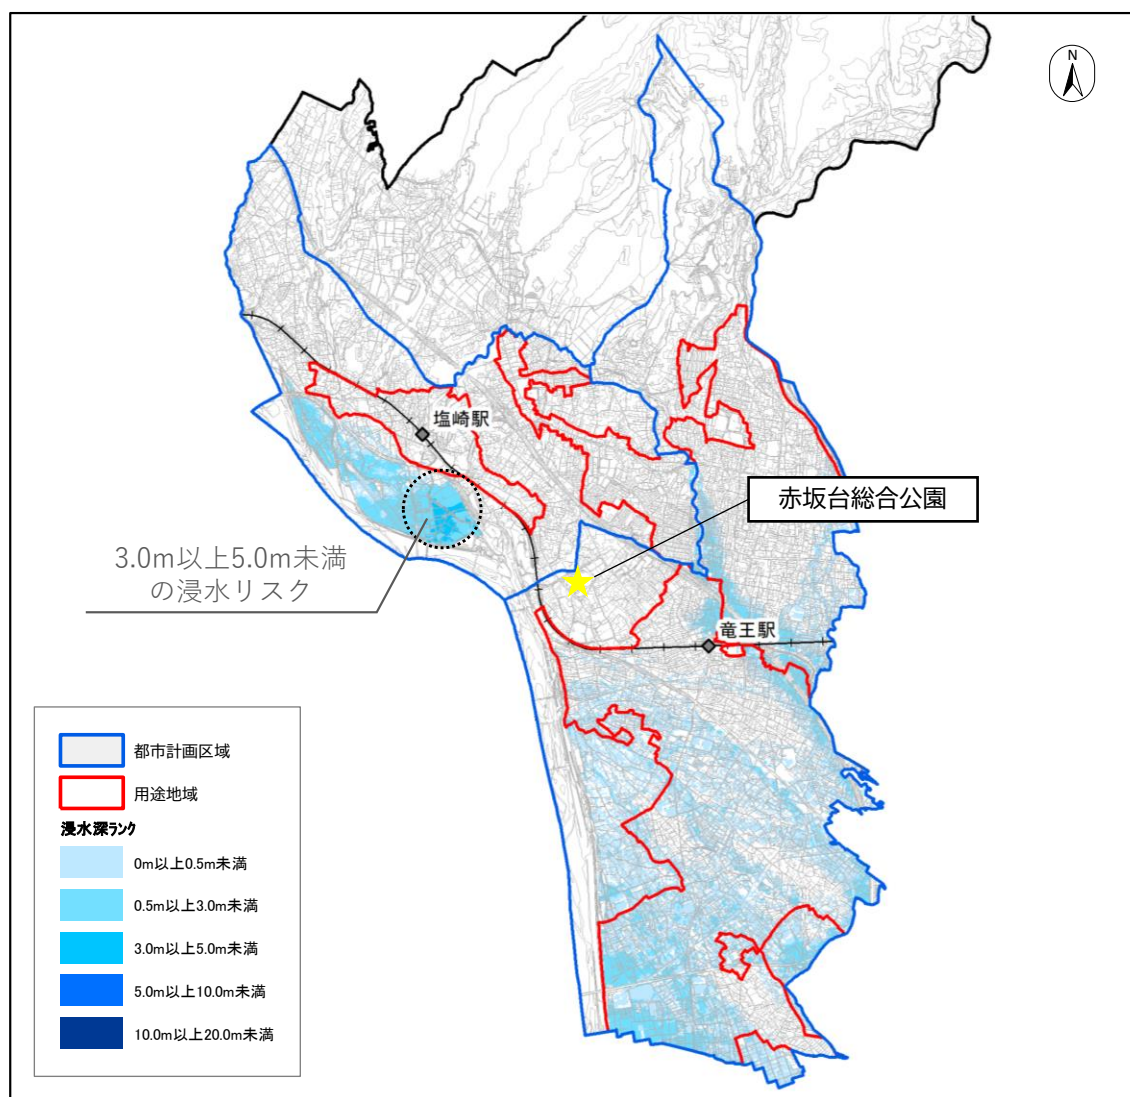 N
塩崎駅
赤坂台総合公園
3.0m以上5.0m未満
の浸水リスク
竜王駅
都市計画区域
用途地域
浸水深ランク
0m以上0.5m未満
0.5m以上3.0m未満
3.0m以上5.0m未満
5.0m以上10.0m未満
10.0m以上20.0m未満